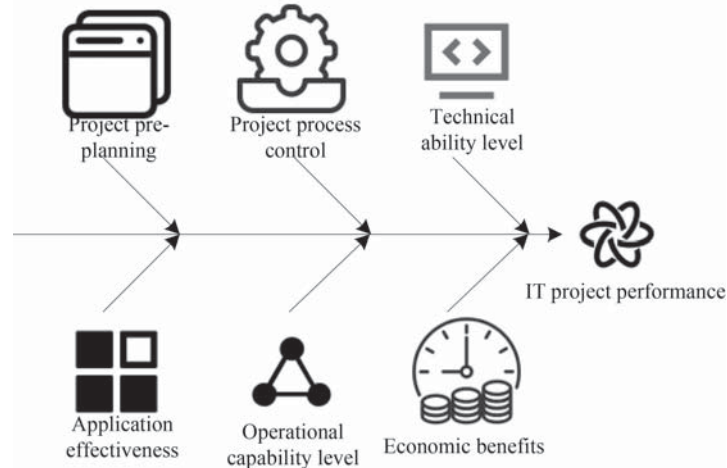 Project pre-
planning
Project process
control
Technical
ability level
IT project performance
Application
effectiveness
Operational
capability level
Economic benefits